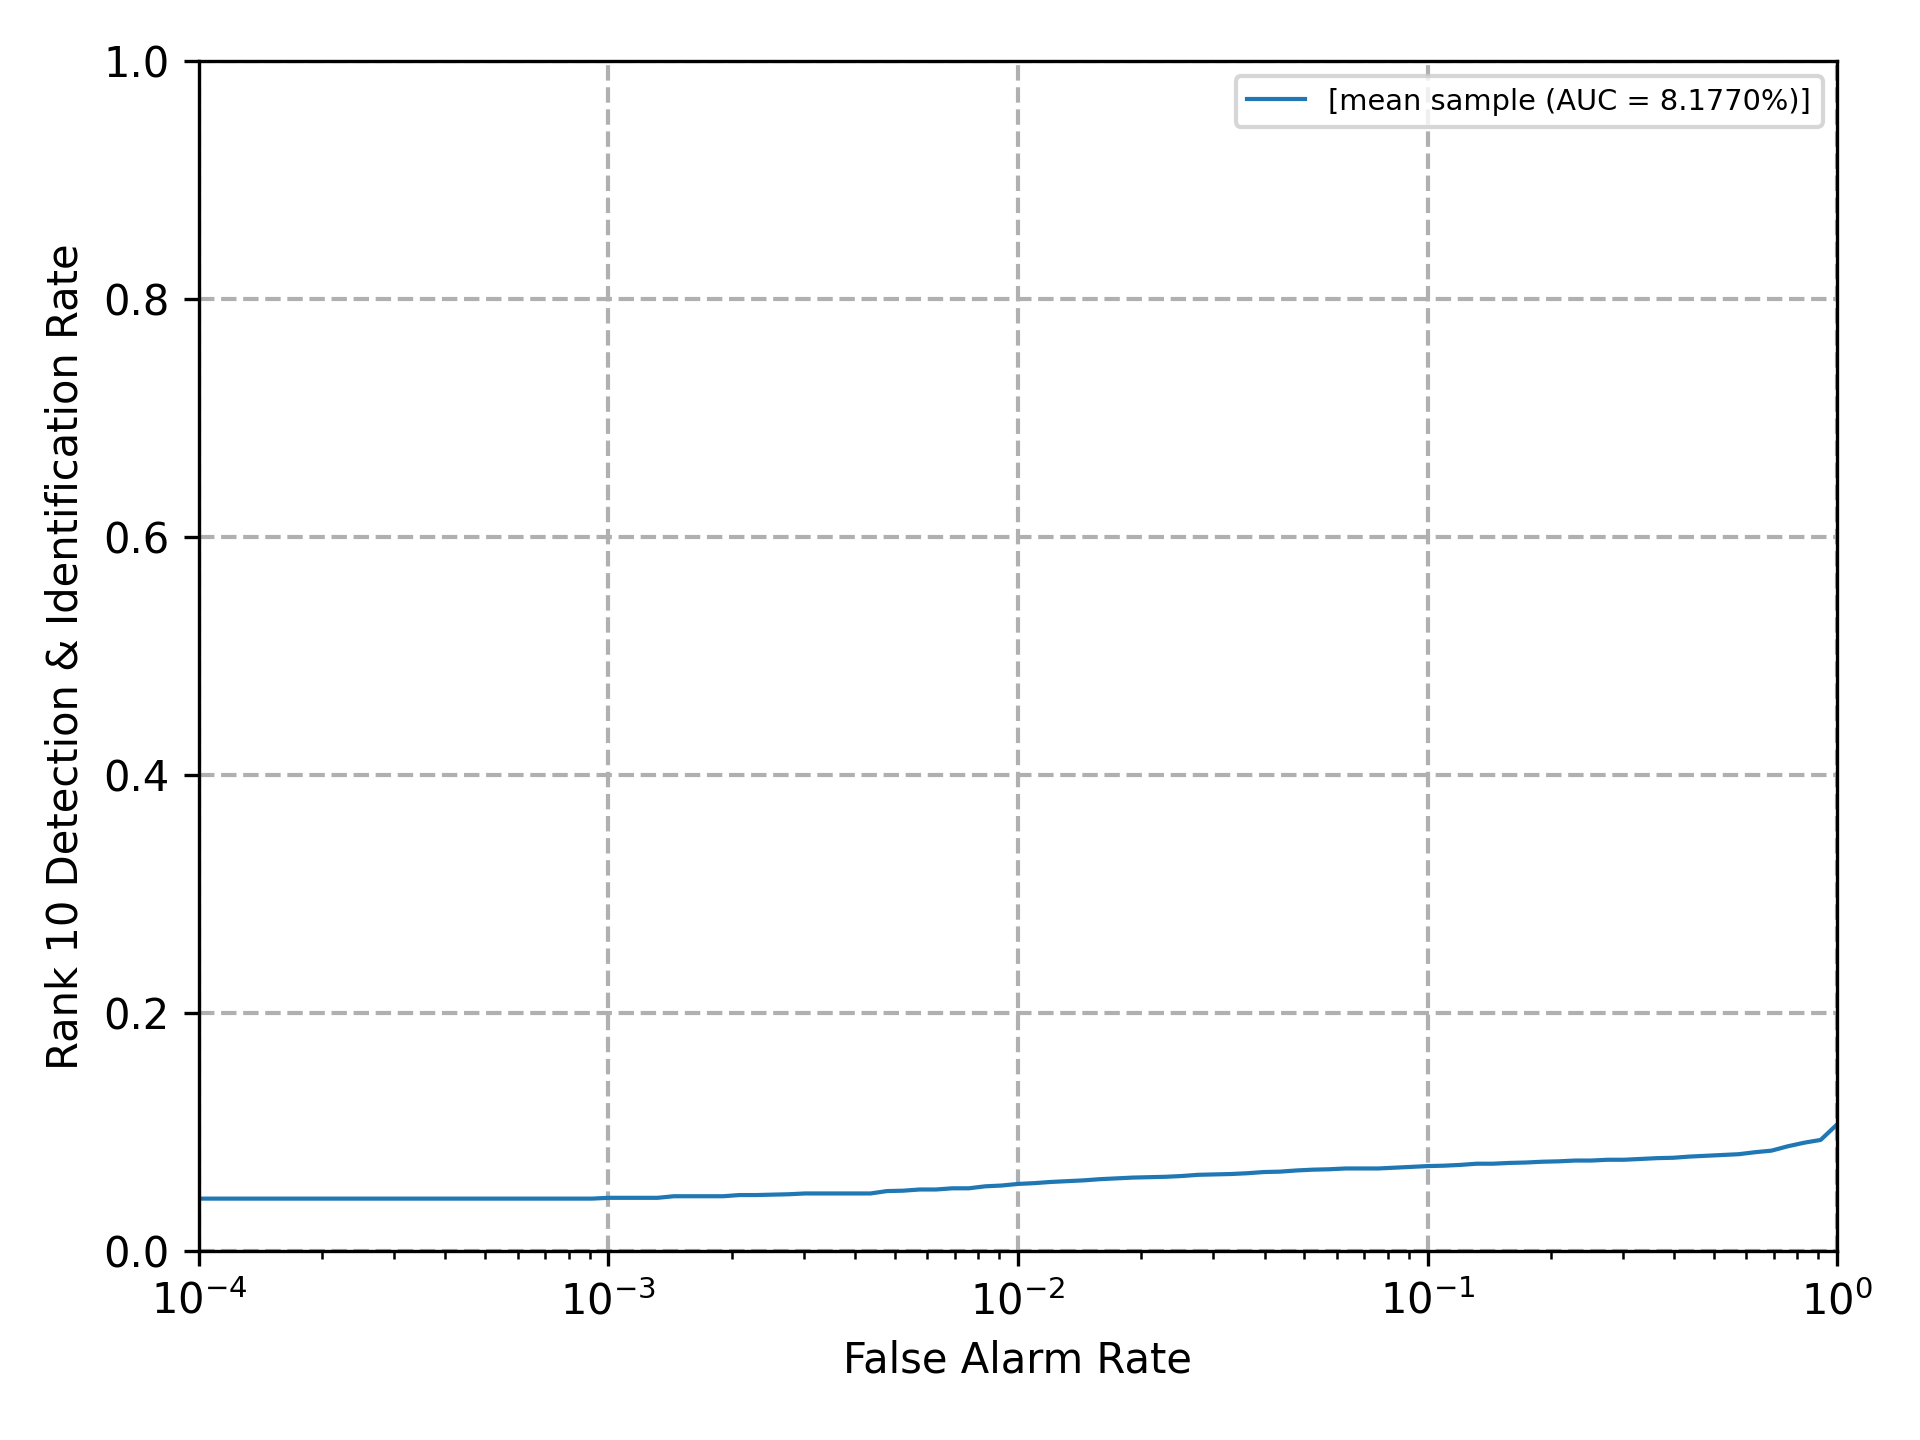 1.0
0.8
0.6
0.4
0.2
0.0
Rank 10 Detection & Identification Rate
[mean sample (AUC = 8.1770%)]
10⁻⁴ 10⁻³ 10⁻² 10⁻¹ 10⁰
False Alarm Rate